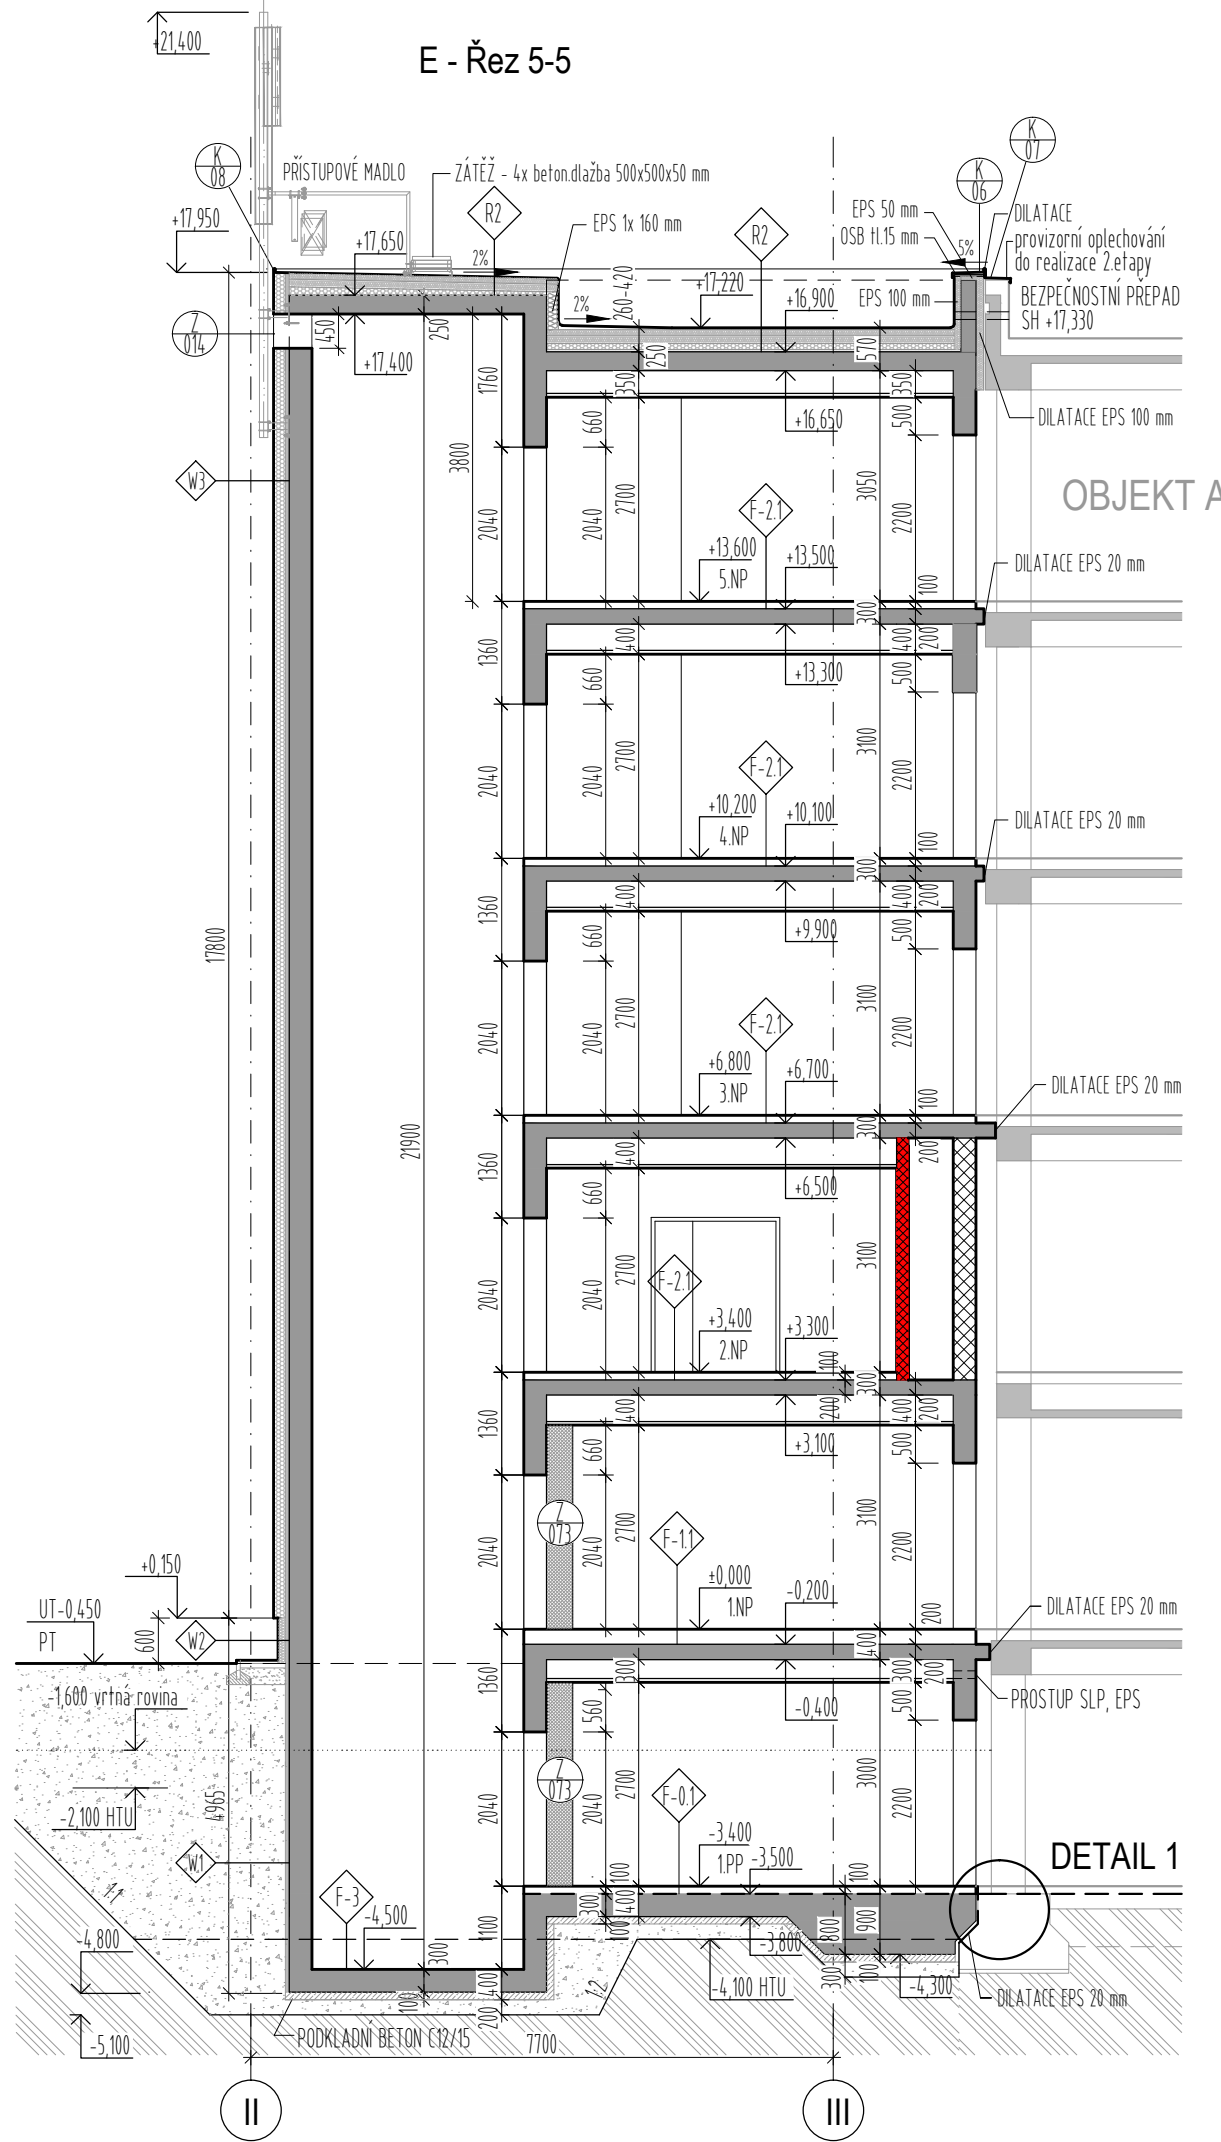 +21,400
E - Řez 5-5
K
08
PŘÍSTUPOVÉ MADLO
ZÁTĚŽ - 4x beton.dlažba 500x500x50 mm
K
07
K
06
+17,950
+17,650
2%
R2
EPS 1x 160 mm
R2
EPS 50 mm
OSB tl.15 mm
5%
DILATACE
provizorní oplechování
do realizace 2.etapy
BEZPEČNOSTNÍ PŘEPAD
SH +17,330
EPS 100 mm
2%
260-420
+17,220
+16,900
Z
014
450
+17,400
250
1760
250
350
570
350
+16,650
500
660
3800
DILATACE EPS 100 mm
OBJEKT A
W3
2040
2040
2700
F-2.1
3050
2200
+13,600
5.NP
+13,500
100
DILATACE EPS 20 mm
300
1360
400
400
200
660
+13,300
500
2040
2040
2700
F-2.1
3100
2200
+10,200
4.NP
+10,100
100
DILATACE EPS 20 mm
300
17800
1360
400
400
200
660
+9,900
500
2040
2040
2700
F-2.1
3100
2200
+6,800
3.NP
+6,700
100
DILATACE EPS 20 mm
300
21900
1360
400
200
660
+6,500
2040
2040
2700
F-2.1
3100
+3,400
2.NP
+3,300
100
300
200
1360
400
400
200
660
+3,100
500
Z
073
2040
2040
2700
F-1.1
3100
2200
+0,150
±0,000
1.NP
-0,200
200
UT-0,450
PT
600
W2
DILATACE EPS 20 mm
400
1360
300
300
200
PROSTUP SLP, EPS
-1,600 vrtná rovina
560
-0,400
500
Z
073
-2,100 HTU
4965
2040
2040
2700
F-0.1
3000
2200
-3,400
1.PP
-3,500
100
100
DETAIL 1
W1
1:1
F-3
-4,500
1100
300
400
100
-3,800
800
900
-4,800
300
-4,100 HTU
300
100
-4,300
1:2
100
400
200
DILATACE EPS 20 mm
-5,100
PODKLADNÍ BETON C12/15
7700
II
III